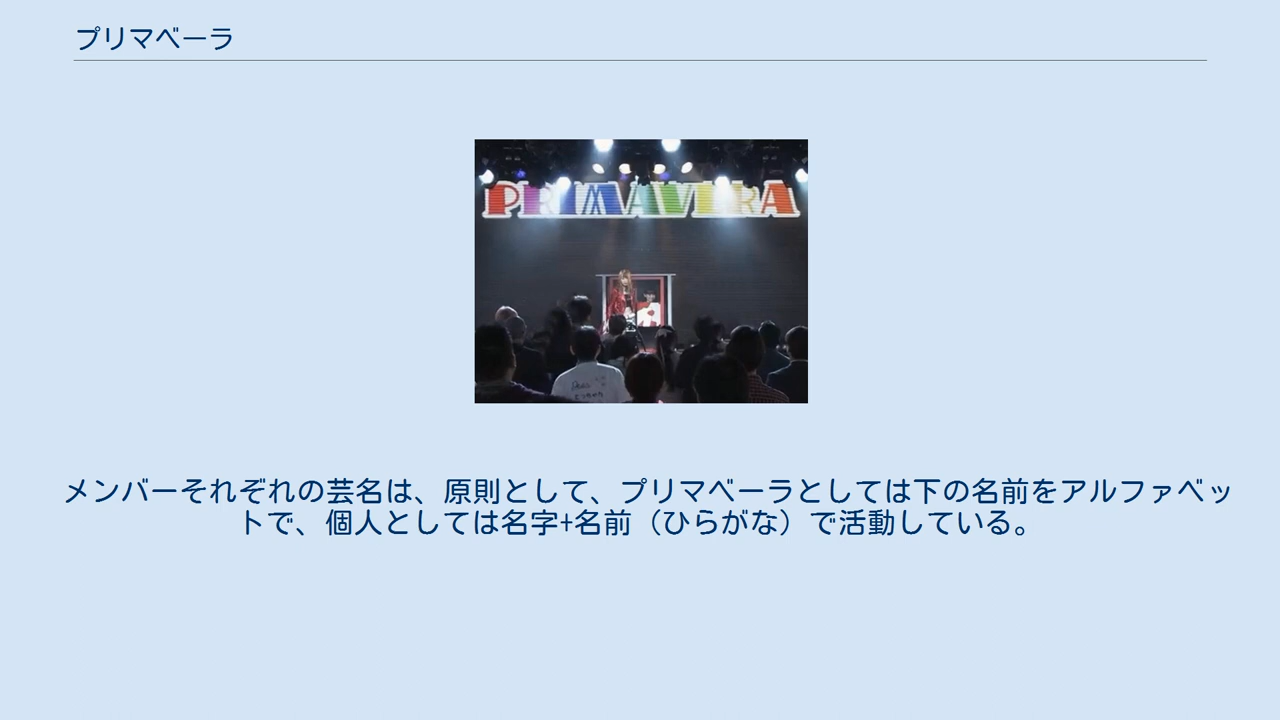 プリマベーラ
PRIMAVERA
メンバーそれぞれの芸名は、原則として、プリマベーラとしては下の名前をアルファベッ
トで、個人としては名字+名前（ひらがな）で活動している。